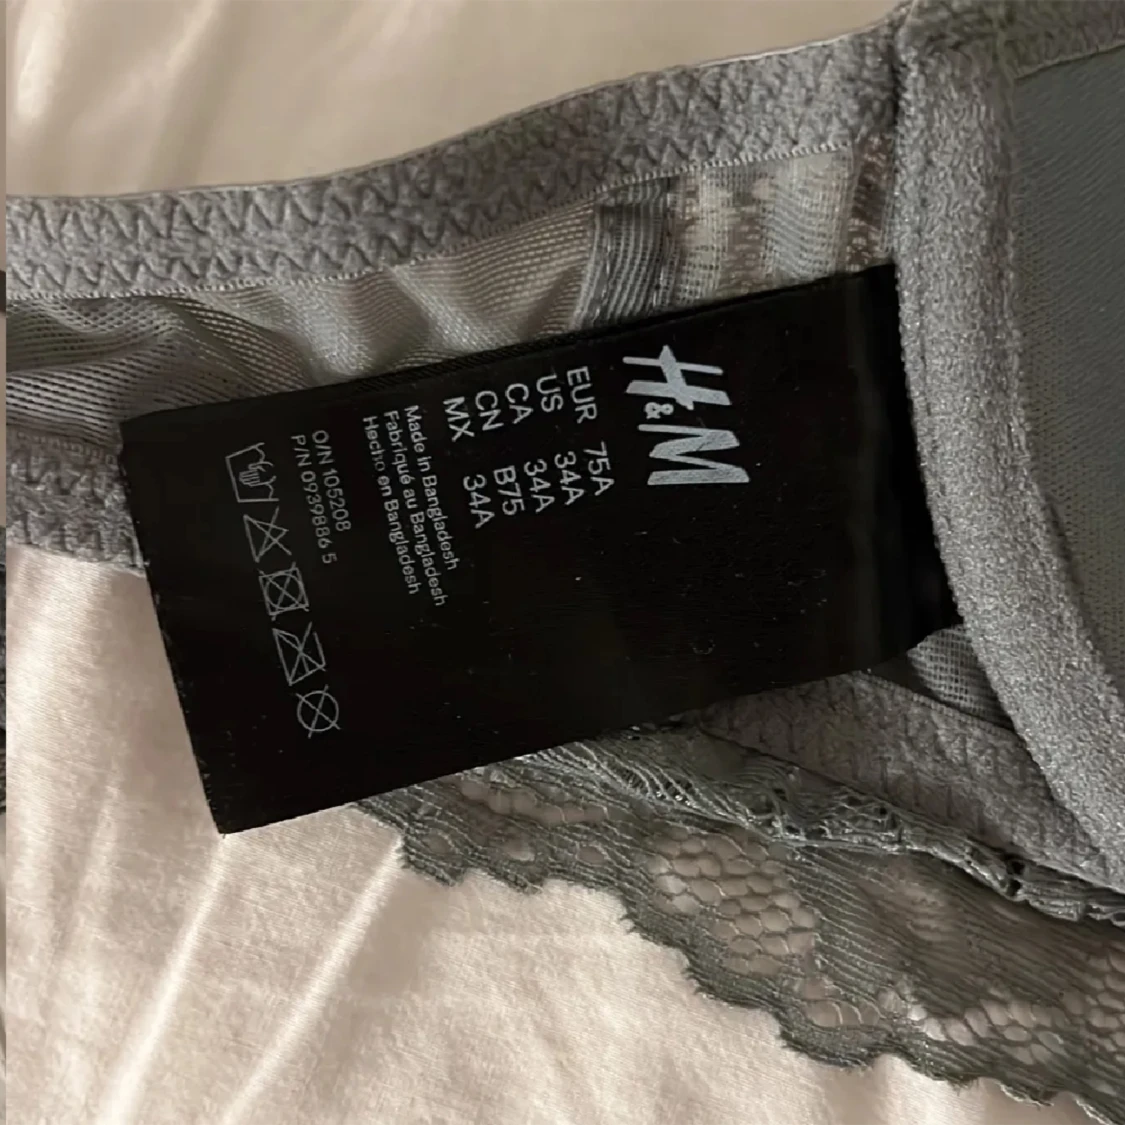 H&M
EUR 75A
US 34A
CA 34A
CN B75
MX 34A
Made in Bangladesh
Fabriqué au Bangladesh
Hecho en Bangladesh
O/N 105208
P/N 0939886 5